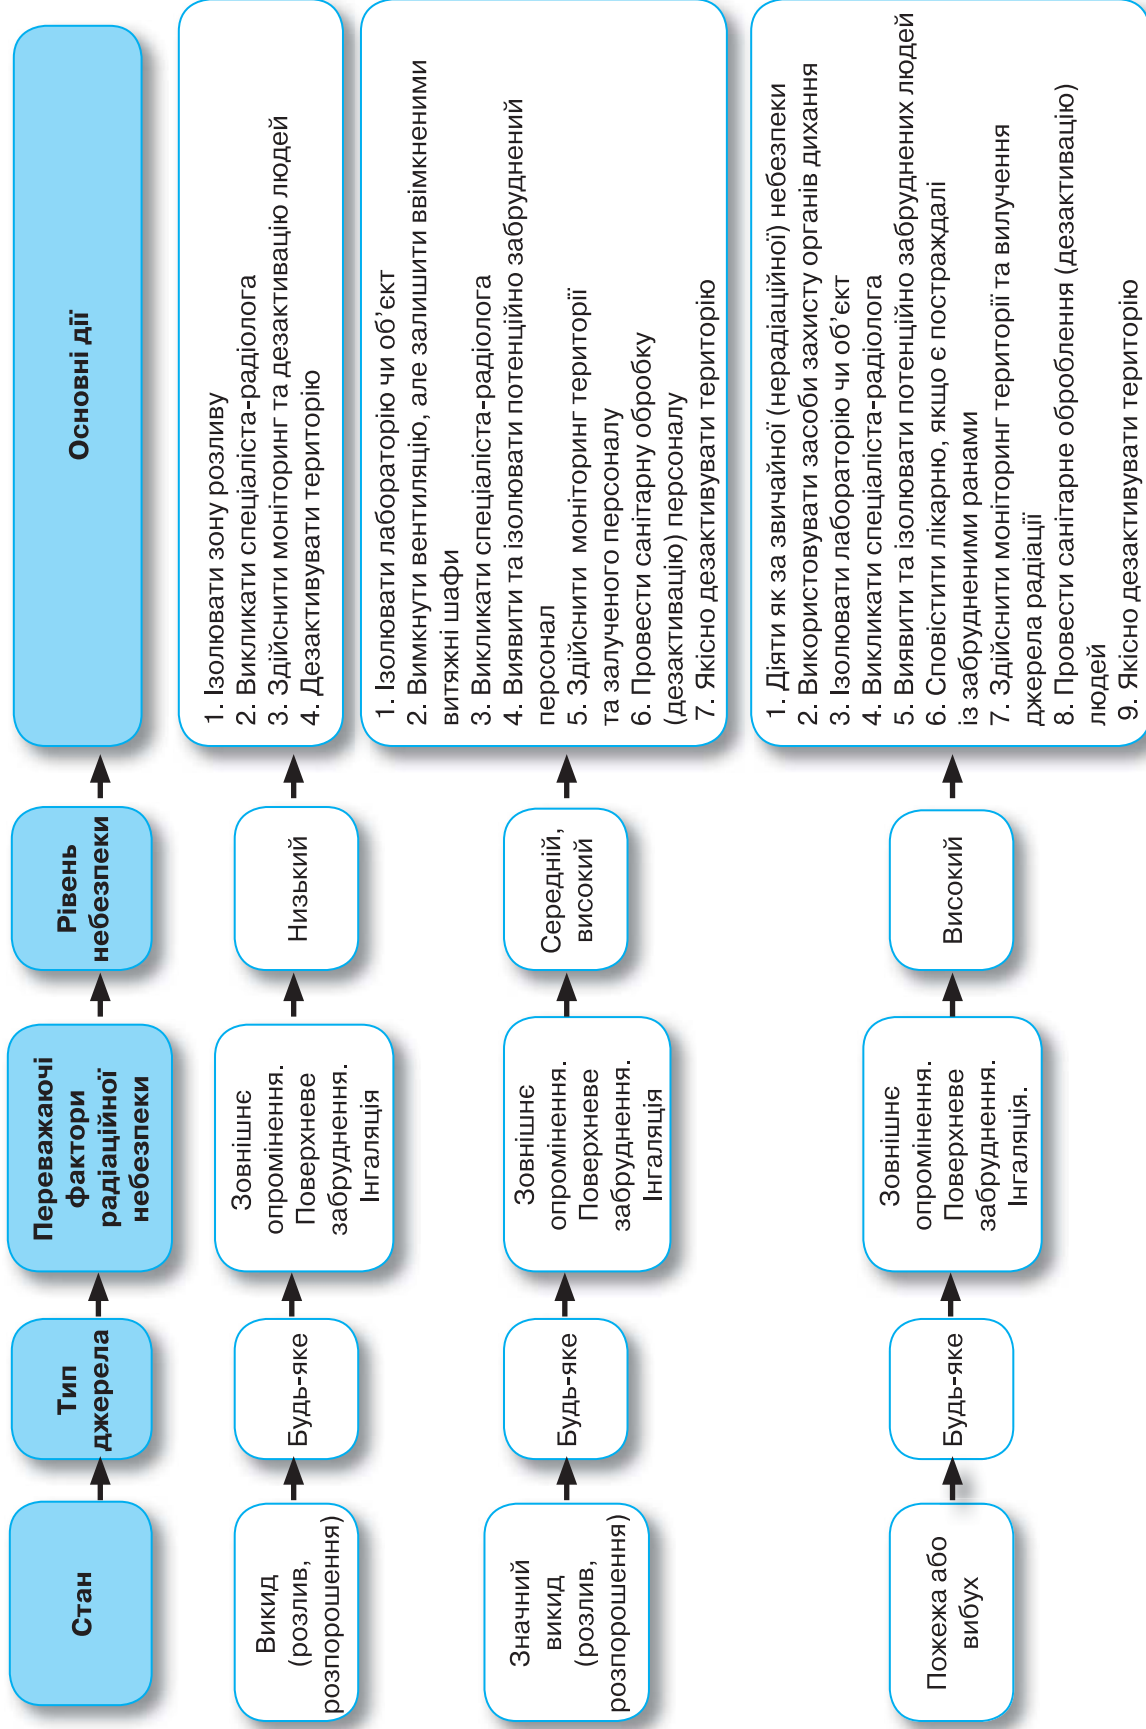 Стан
Тип
джерела
Переважаючі
фактори
радіаційної
небезпеки
Рівень
небезпеки
Основні дії
Викид
(розлив,
розпорошення)
Будь-яке
Зовнішнє
опромінення.
Поверхневе
забруднення.
Інгаляція
Низький
1. Ізолювати зону розливу
2. Викликати спеціаліста-радіолога
3. Здійснити моніторинг та дезактивацію людей
4. Дезактивувати територію
Значний
викид
(розлив,
розпорошення)
Будь-яке
Зовнішнє
опромінення.
Поверхневе
забруднення.
Інгаляція
Середній,
високий
1. Ізолювати лабораторію чи об’єкт
2. Вимкнути вентиляцію, але залишити ввімкненими
витяжні шафи
3. Викликати спеціаліста-радіолога
4. Виявити та ізолювати потенційно забруднений
персонал
5. Здійснити моніторинг території
та залученого персоналу
6. Провести санітарну обробку
(дезактивацію) персоналу
7. Якісно дезактивувати територію
Пожежа або
вибух
Будь-яке
Зовнішнє
опромінення.
Поверхневе
забруднення.
Інгаляція.
Високий
1. Діяти як за звичайної (нерадіаційної) небезпеки
2. Використовувати засоби захисту органів дихання
3. Ізолювати лабораторію чи об’єкт
4. Викликати спеціаліста-радіолога
5. Виявити та ізолювати потенційно забруднених людей
6. Сповістити лікарню, якщо є постраждалі
із забрудненими ранами
7. Здійснити моніторинг території та вилучення
джерела радіації
8. Провести санітарне оброблення (дезактивацію)
людей
9. Якісно дезактивувати територію